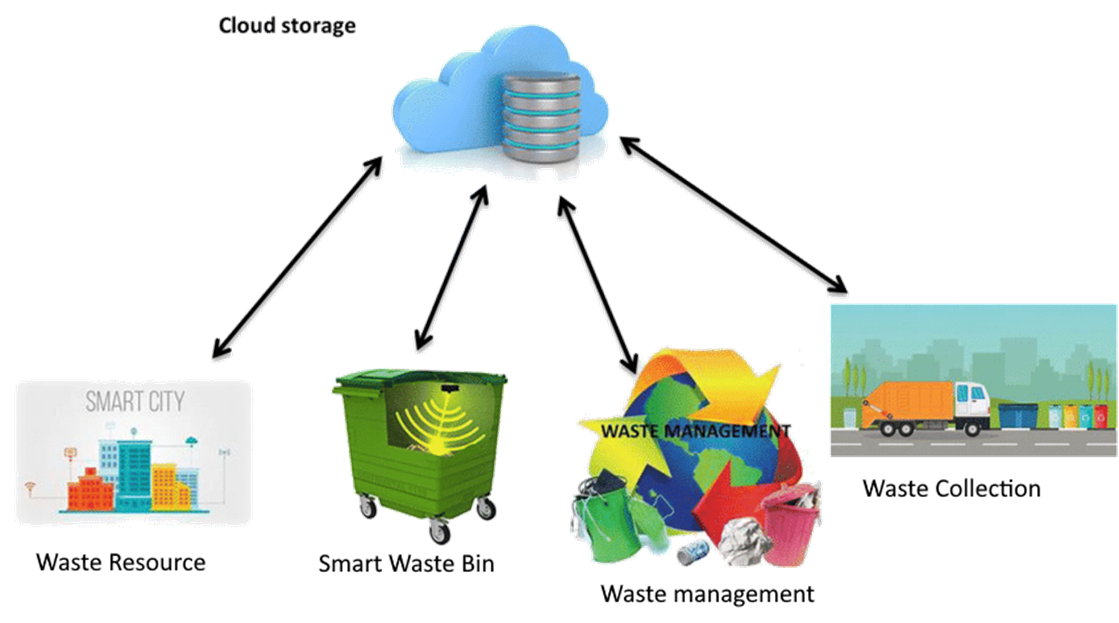 Cloud storage
SMART CITY
WASTE MANAGEMENT
Waste Collection
Waste Resource
Smart Waste Bin
Waste management